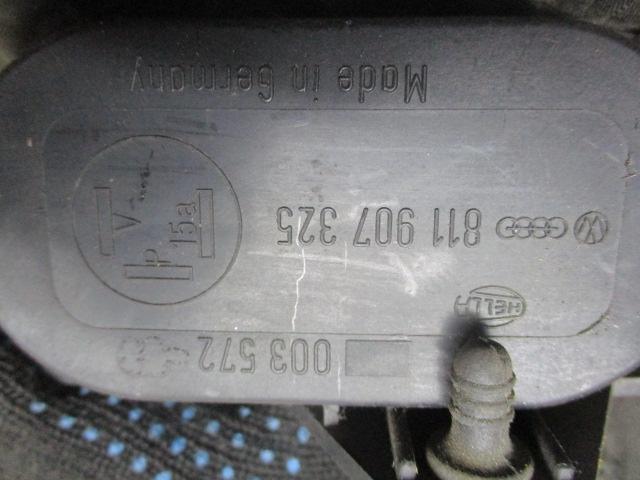 003 572
HELLA
811 907 325
P
V
15a
Made in Germany